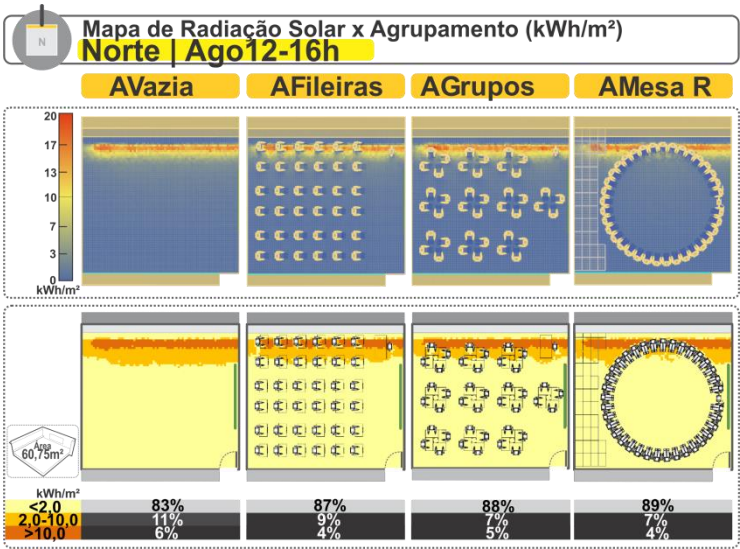 N
Mapa de Radiação Solar x Agrupamento (kWh/m²)
Norte | Ago12-16h
AVazia AFileiras AGrupos AMesa R
20
17
13
10
7
3
0
kWh/m²
Área
60,75m²
kWh/m²
<2,0 83% 87% 88% 89%
2,0-10,0 11% 9% 7% 7%
>10,0 6% 4% 5% 4%